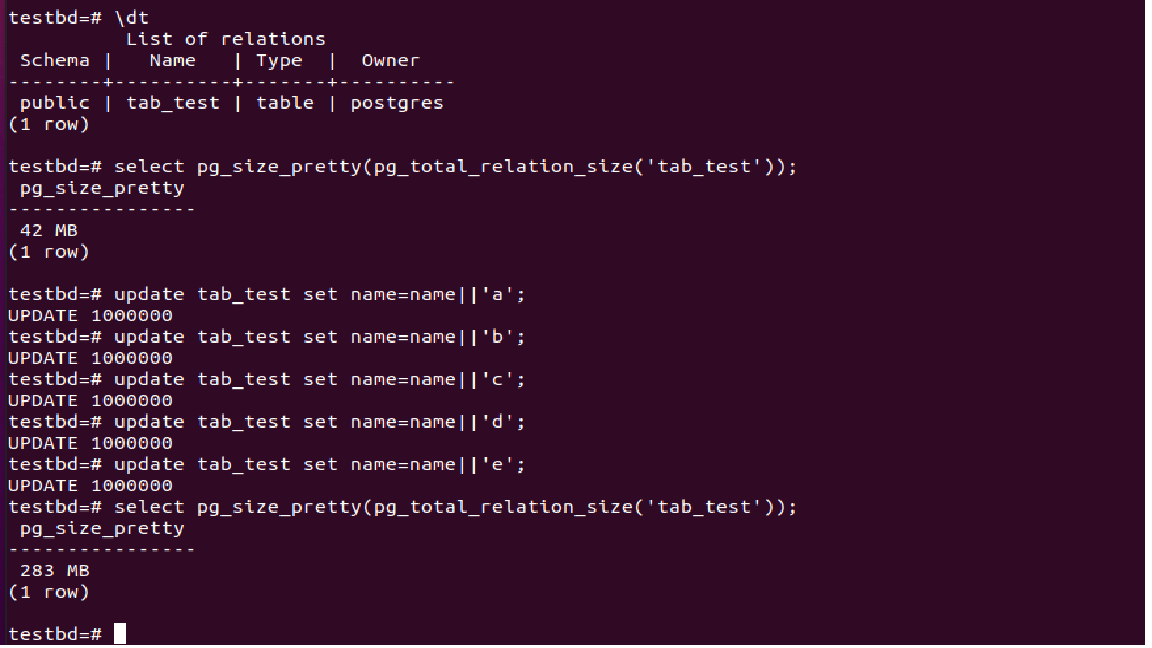 testbd=# \dt
          List of relations
 Schema |   Name   | Type  |  Owner
--------+----------+-------+----------
 public | tab_test | table | postgres
(1 row)

testbd=# select pg_size_pretty(pg_total_relation_size('tab_test'));
 pg_size_pretty
----------------
 42 MB
(1 row)

testbd=# update tab_test set name=name||'a';
UPDATE 1000000
testbd=# update tab_test set name=name||'b';
UPDATE 1000000
testbd=# update tab_test set name=name||'c';
UPDATE 1000000
testbd=# update tab_test set name=name||'d';
UPDATE 1000000
testbd=# update tab_test set name=name||'e';
UPDATE 1000000
testbd=# select pg_size_pretty(pg_total_relation_size('tab_test'));
 pg_size_pretty
----------------
 283 MB
(1 row)

testbd=#